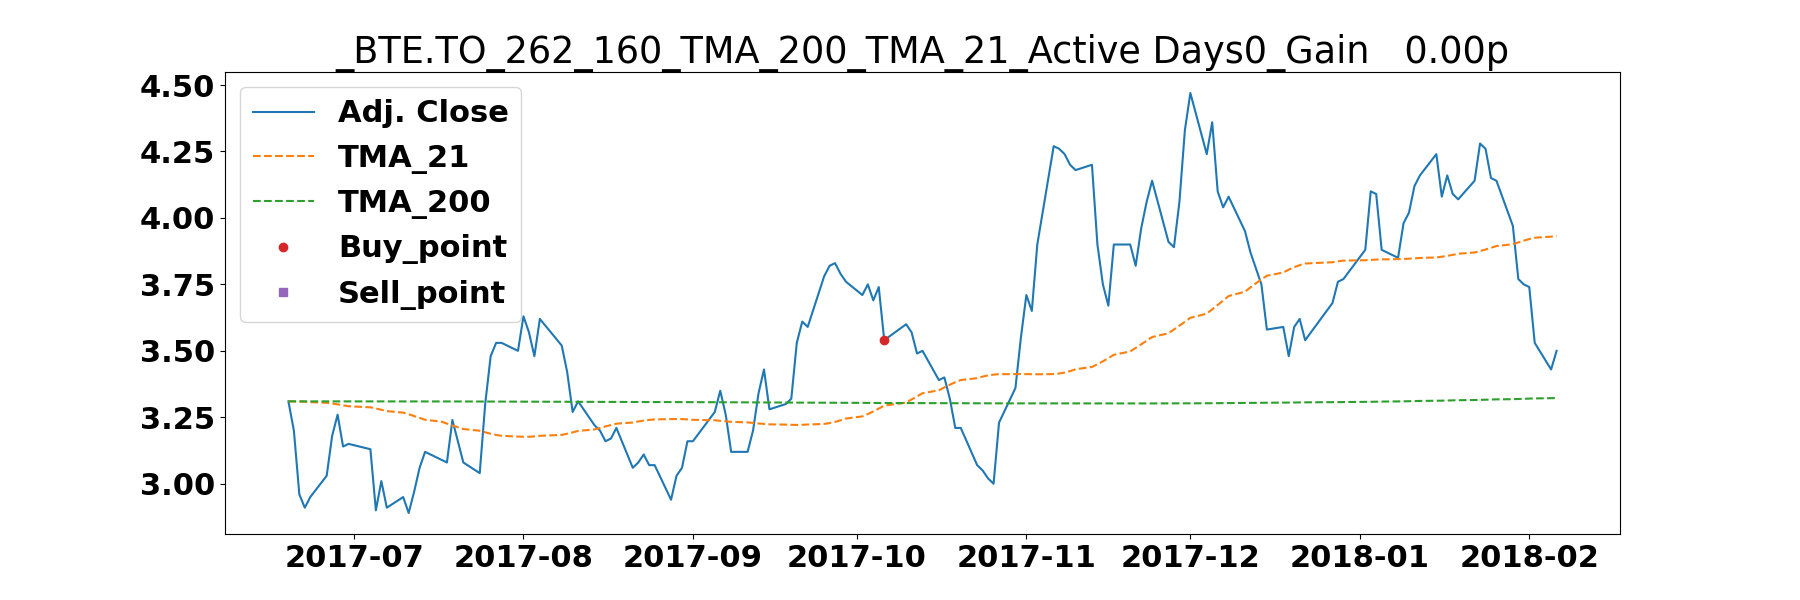 _BTE.TO_262_160_TMA_200_TMA_21_Active Days0_Gain   0.00p
4.50
4.25
4.00
3.75
3.50
3.25
3.00
Adj. Close
TMA_21
TMA_200
Buy_point
Sell_point
2017-07 2017-08 2017-09 2017-10 2017-11 2017-12 2018-01 2018-02